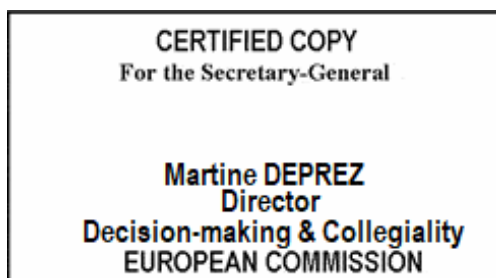 CERTIFIED COPY
For the Secretary-General
Martine DEPREZ
Director
Decision-making & Collegiality
EUROPEAN COMMISSION